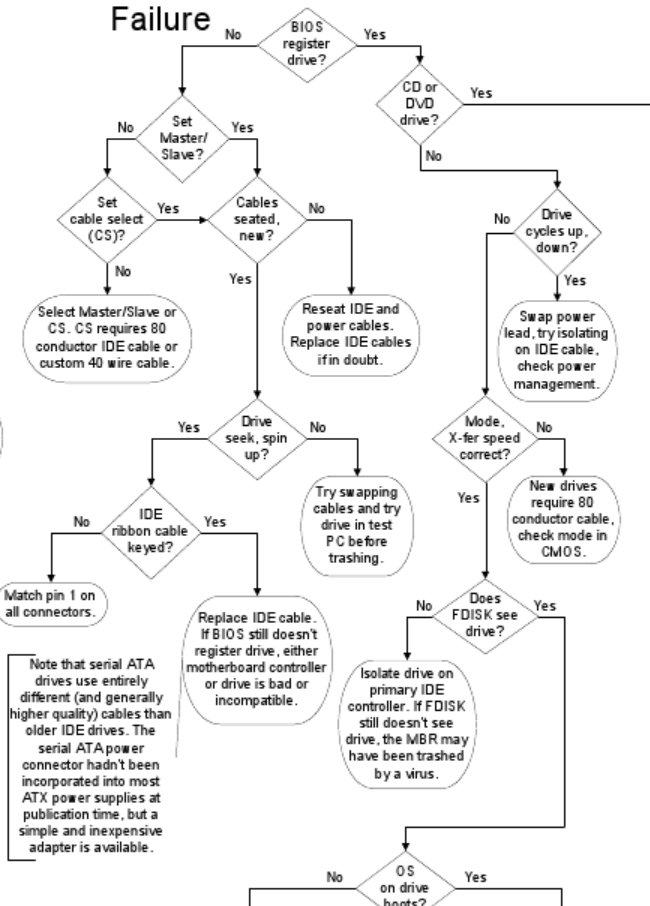 Failure
BIOS
register
drive?
No
Yes
CD or
DVD
drive?
Yes
No
Set
Master/
Slave?
No
Yes
Set
cable select
(CS)?
Yes
No
Cables
seated,
new?
No
Yes
Drive
cycles up,
down?
No
Yes
Select Master/Slave or
CS. CS requires 80
conductor IDE cable or
custom 40 wire cable.
Reseat IDE and
power cables.
Replace IDE cables
if in doubt.
Swap power
lead, try isolating
on IDE cable,
check power
management.
Drive
seek, spin
up?
Yes
No
Mode,
X-fer speed
correct?
No
Yes
Try swapping
cables and try
drive in test
PC before
trashing.
New drives
require 80
conductor cable,
check mode in
CMOS.
IDE
ribbon cable
keyed?
No
Yes
Match pin 1 on
all connectors.
Replace IDE cable.
If BIOS still doesn't
register drive, either
motherboard controller
or drive is bad or
incompatible.
Does
FDISK see
drive?
No
Yes
Isolate drive on
primary IDE
controller. If FDISK
still doesn't see
drive, the MBR may
have been trashed
by a virus.
Note that serial ATA
drives use entirely
different (and generally
higher quality) cables than
older IDE drives. The
serial ATA power
connector hadn't been
incorporated into most
ATX power supplies at
publication time, but a
simple and inexpensive
adapter is available.
OS
on drive
boots?
No
Yes